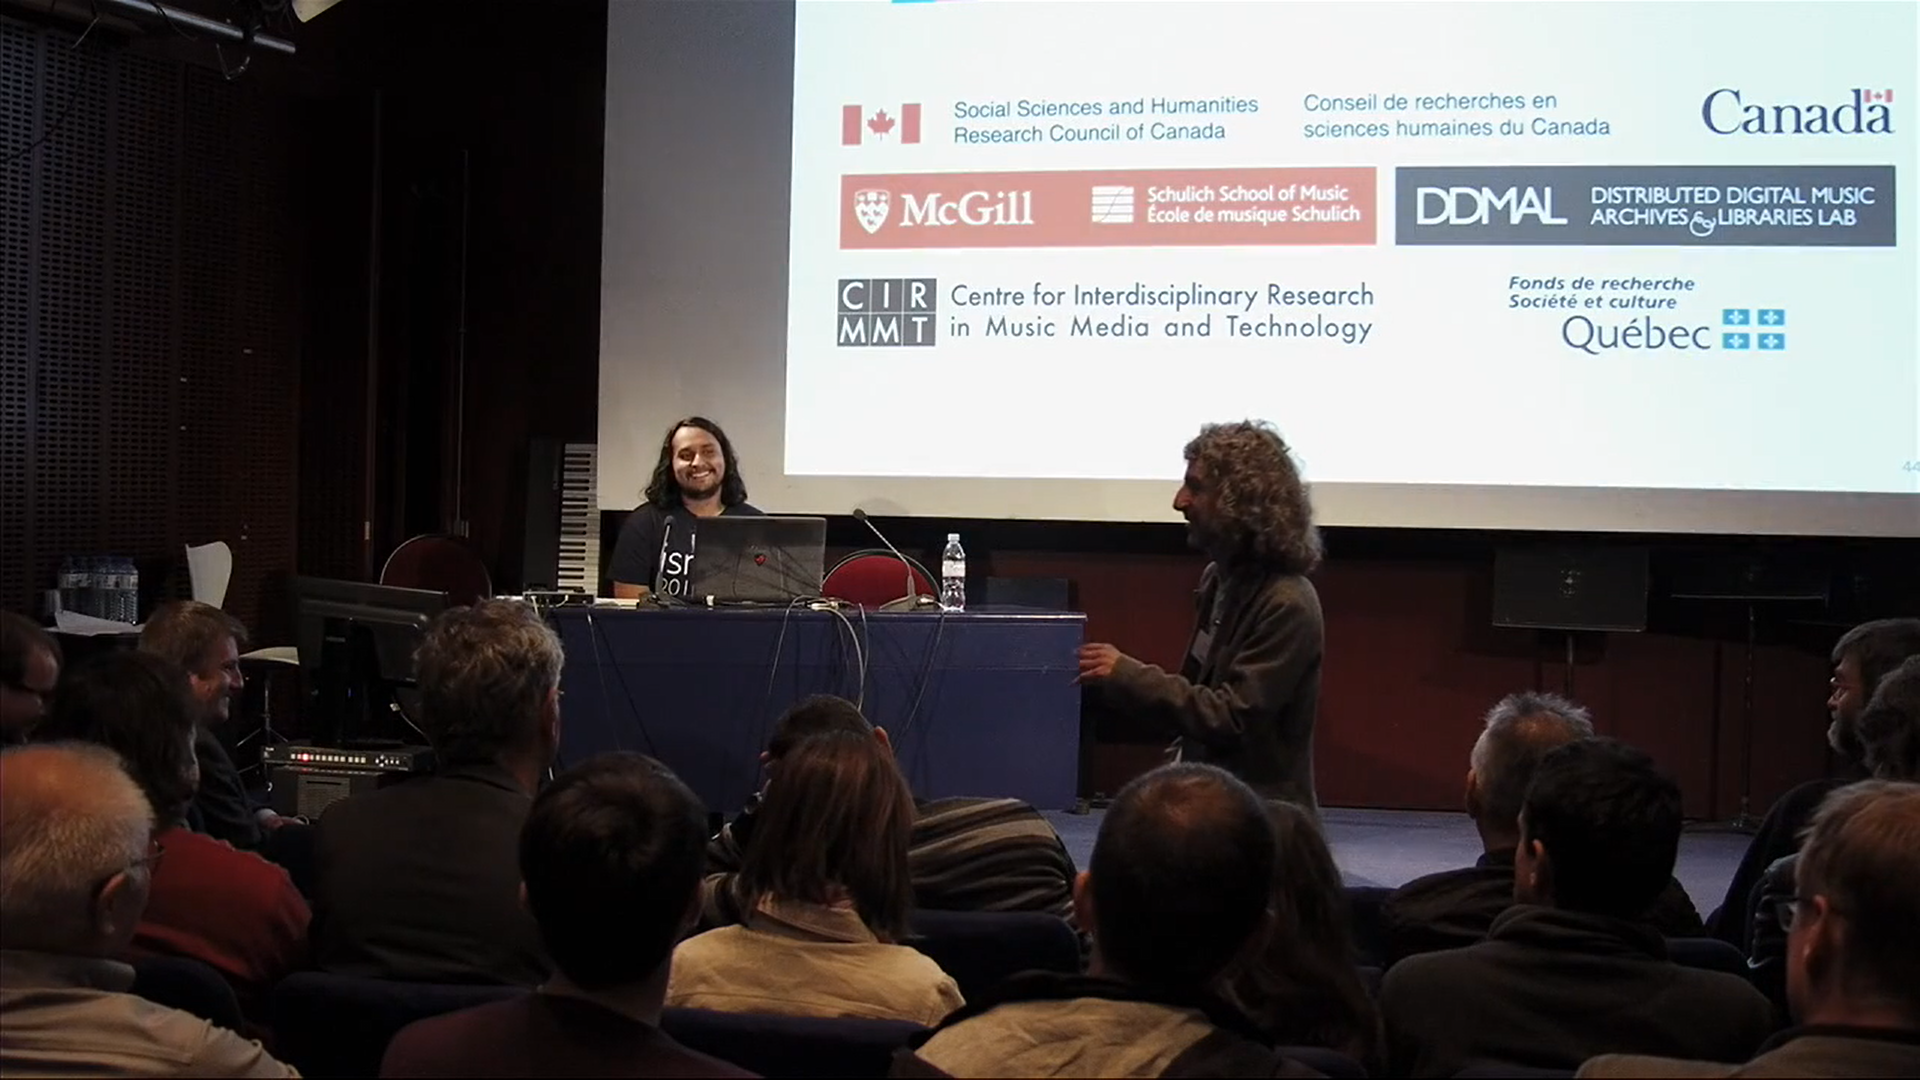 Social Sciences and Humanities
Research Council of Canada
Conseil de recherches en
sciences humaines du Canada
Canada
McGill
Schulich School of Music
École de musique Schulich
DDMAL
DISTRIBUTED DIGITAL MUSIC
ARCHIVES & LIBRARIES LAB
CIR
MMT
Centre for Interdisciplinary Research
in Music Media and Technology
Fonds de recherche
Société et culture
Québec
44